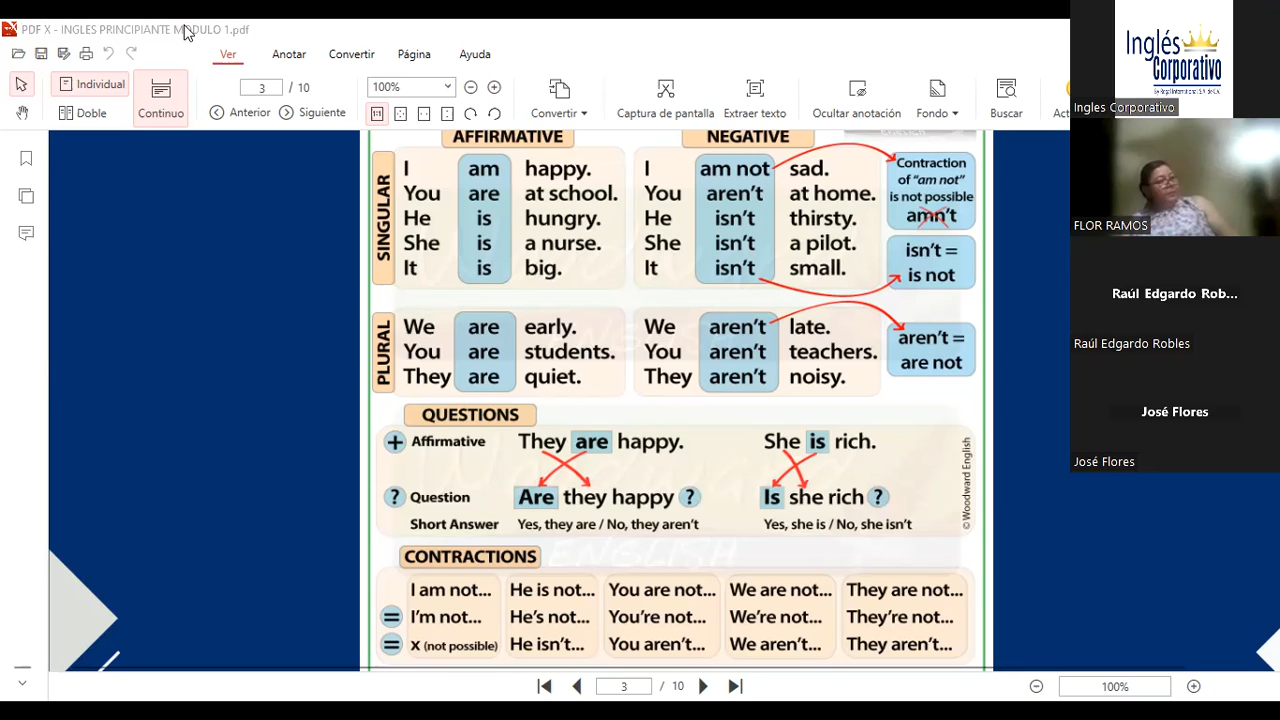 PDF X - INGLES PRINCIPIANTE MODULO 1.pdf
Ver Anotar Convertir Página Ayuda
Individual
Doble
Continuo
3 / 10
Anterior Siguiente
100%
Convertir
Captura de pantalla
Extraer texto
Ocultar anotación
Fondo
Buscar
Inglés
Corporativo
Ingles Corporativo
FLOR RAMOS
Raúl Edgardo Rob...
Raúl Edgardo Robles
José Flores
José Flores
AFFIRMATIVE NEGATIVE
SINGULAR
I am happy. I am not sad.
You are at school. You aren't at home.
He is hungry. He isn't thirsty.
She is a nurse. She isn't a pilot.
It is big. It isn't small.
Contraction
of "am not"
is not possible
amn't
isn't =
is not
PLURAL
We are early. We aren't late.
You are students. You aren't teachers.
They are quiet. They aren't noisy.
aren't =
are not
QUESTIONS
+ Affirmative They are happy. She is rich.
? Question Are they happy ? Is she rich ?
Short Answer Yes, they are / No, they aren't Yes, she is / No, she isn't
© Woodward English
ENGLISH
CONTRACTIONS
I am not... He is not... You are not... We are not... They are not...
= I'm not... He's not... You're not... We're not... They're not...
= x (not possible) He isn't... You aren't... We aren't... They aren't...
3 / 10
100%